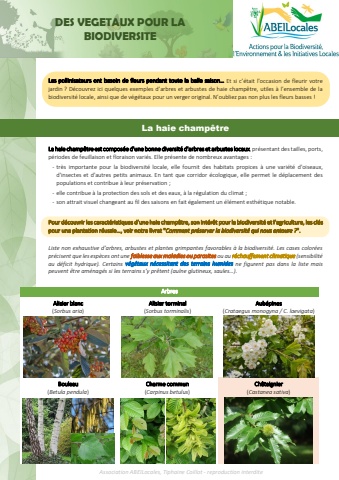 DES VEGETAUX POUR LA
BIODIVERSITE
ABEILocales
Actions pour la Biodiversité,
l'Environnement & les Initiatives Locales
Les pollinisateurs ont besoin de fleurs pendant toute la belle saison... Et si c'était l'occasion de fleurir votre
jardin ? Découvrez ici quelques exemples d'arbres et arbustes de haie champêtre, utiles à l'ensemble de la
biodiversité locale, ainsi que de végétaux pour un verger original. N'oubliez pas non plus les fleurs basses !
La haie champêtre
La haie champêtre est composée d'une bonne diversité d'arbres et arbustes locaux, présentant des tailles, ports,
périodes de feuillaison et floraison variés. Elle présente de nombreux avantages :
- très importante pour la biodiversité locale, elle fournit des habitats propices à une variété d'oiseaux,
d'insectes et d'autres petits animaux. En tant que corridor écologique, elle permet le déplacement des
populations et contribue à leur préservation ;
- elle contribue à la protection des sols et des eaux, à la régulation du climat ;
- son attrait visuel changeant au fil des saisons en fait également un élément esthétique notable.
Pour découvrir les caractéristiques d'une haie champêtre, son intérêt pour la biodiversité et l'agriculture, les clés
pour une plantation réussie..., voir notre livret "Comment préserver la biodiversité qui nous entoure ?".
Liste non exhaustive d'arbres, arbustes et plantes grimpantes favorables à la biodiversité. Les cases colorées
précisent que les espèces ont une faiblesse aux maladies ou parasites ou au réchauffement climatique (sensibilité
au déficit hydrique). Certains végétaux nécessitant des terrains humides ne figurent pas dans la liste mais
peuvent être aménagés si les terrains s'y prêtent (aulne glutineux, saules...).
Arbres
Alisier blanc
(Sorbus aria)
Alisier torminal
(Sorbus torminalis)
Aubépines
(Crataegus monogyna / C. laevigata)
Bouleau
(Betula pendula)
Charme commun
(Carpinus betulus)
Châtaignier
(Castanea sativa)
Association ABEILocales, Tiphanie Caillat - reproduction interdite